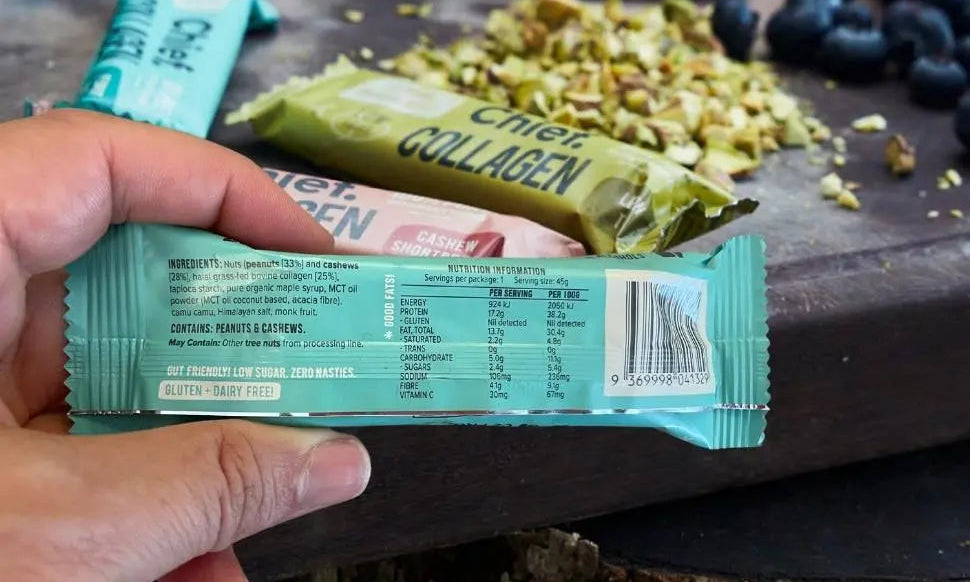 Chief.
Chief.
COLLAGEN
CASHEW
INGREDIENTS: Nuts (peanuts [33%] and cashews
[28%], halal grass-fed bovine collagen [25%],
tapioca starch, pure organic maple syrup, MCT oil
powder (MCT oil coconut based, acacia fibre),
camu camu, Himalayan salt, monk fruit.
CONTAINS: PEANUTS & CASHEWS.
May Contain: Other tree nuts from processing line.
GUT FRIENDLY! LOW SUGAR. ZERO NASTIES.
GLUTEN + DAIRY FREE!
* GOOD FATS!
NUTRITION INFORMATION
Servings per package: 1 Serving size: 45g
PER SERVING PER 100G
ENERGY 924 kJ 2050 kJ
PROTEIN 17.2g 38.2g
- GLUTEN Nil detected Nil detected
FAT, TOTAL 13.7g 30.4g
- SATURATED 2.2g 4.8g
- TRANS 0g 0g
CARBOHYDRATE 5.0g 11.1g
- SUGARS 2.4g 5.4g
SODIUM 106mg 236mg
FIBRE 4.1g 9.1g
VITAMIN C 30mg 67mg
9 369998 041329